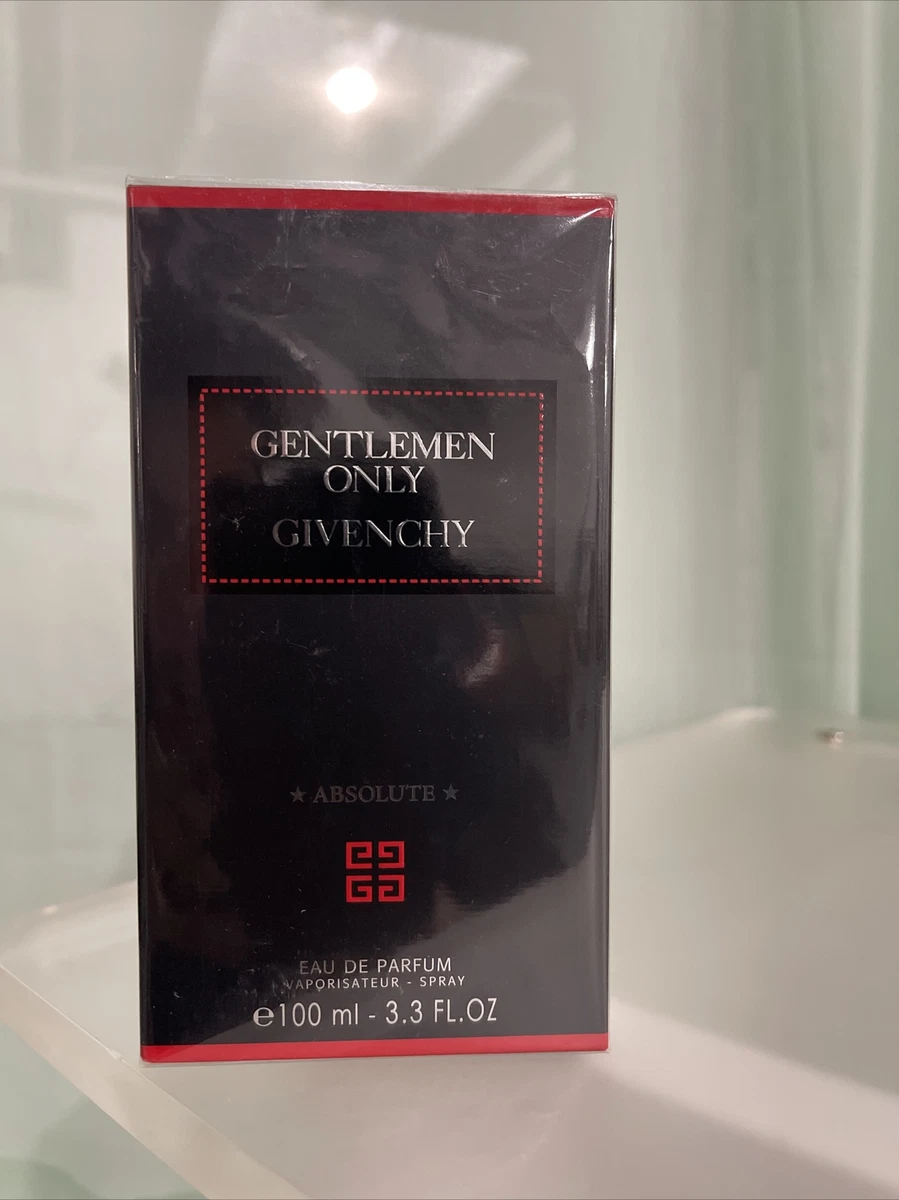 GENTLEMEN
ONLY
GIVENCHY
★ ABSOLUTE ★
EAU DE PARFUM
VAPORISATEUR - SPRAY
℮100 ml - 3.3 FL.OZ